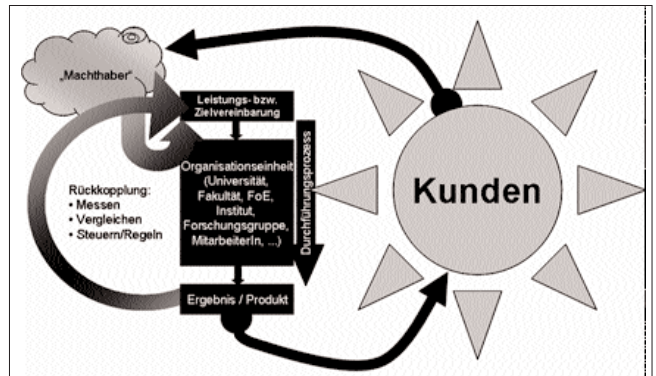 „Machthaber"
Leistungs- bzw.
Zielvereinbarung
Organisationseinheit
(Universität,
Fakultät, FoE,
Institut,
Forschungsgruppe,
MitarbeiterIn, ...)
Durchführungsprozess
Rückkopplung:
• Messen
• Vergleichen
• Steuern/Regeln
Ergebnis / Produkt
Kunden